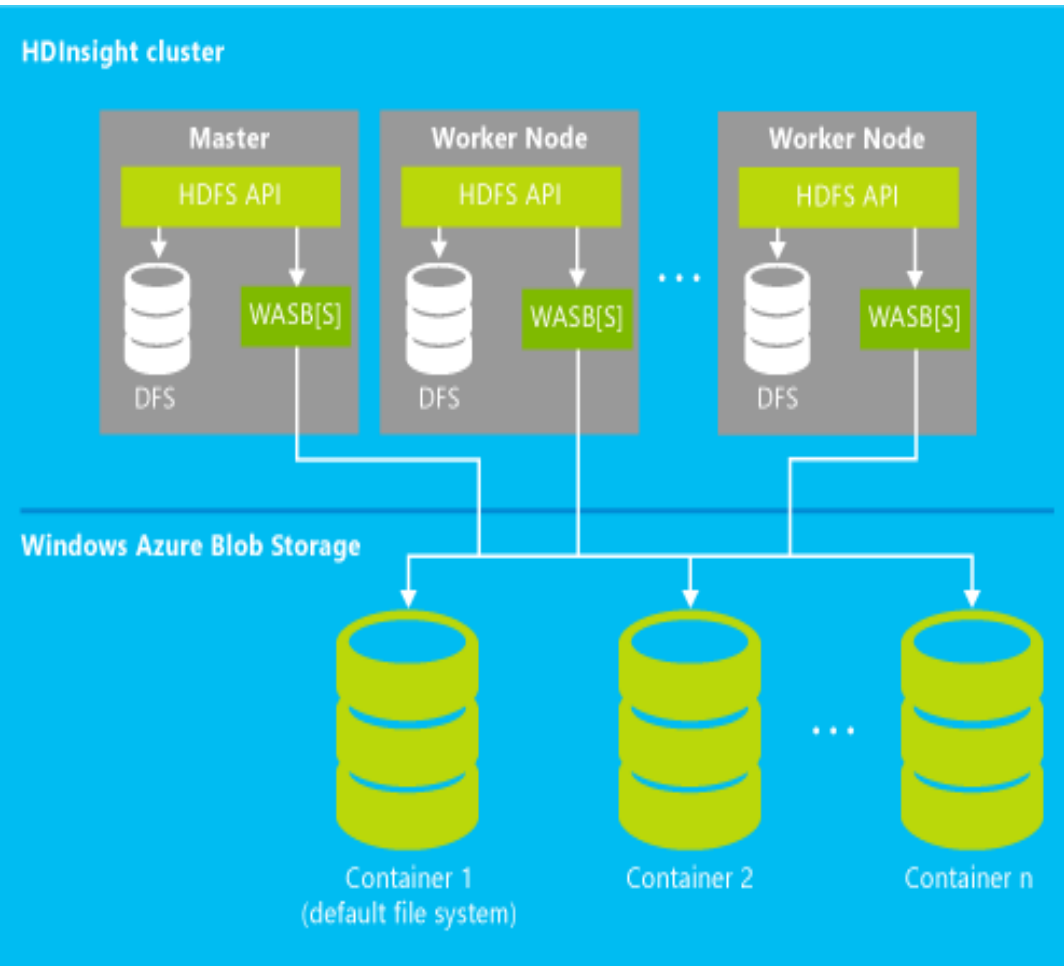 HDInsight cluster
Master
HDFS API
DFS
WASB[S]
Worker Node
HDFS API
DFS
WASB[S]
...
Worker Node
HDFS API
DFS
WASB[S]
Windows Azure Blob Storage
Container 1
(default file system)
Container 2
...
Container n